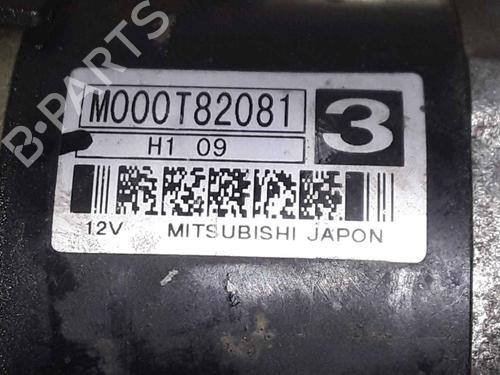 B-PARTS
M000T82081
3
H1 09
12V MITSUBISHI JAPON